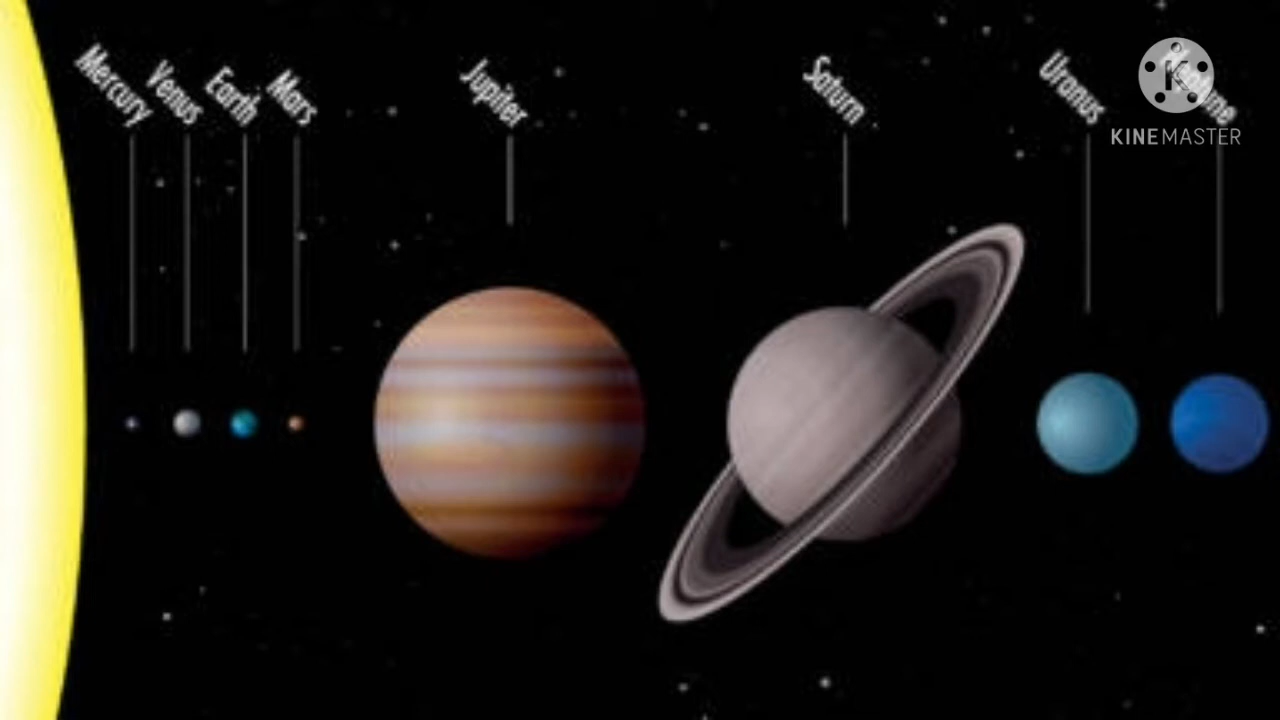 Mercury
Venus
Earth
Mars
Jupiter
Saturn
Uranus
K
KINEMASTER